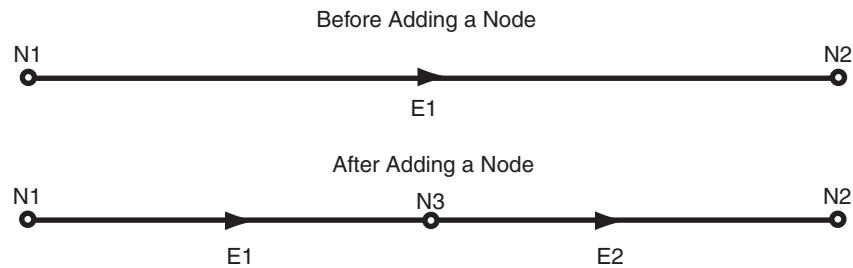 Before Adding a Node
N1 N2
E1
After Adding a Node
N1 N3 N2
E1 E2